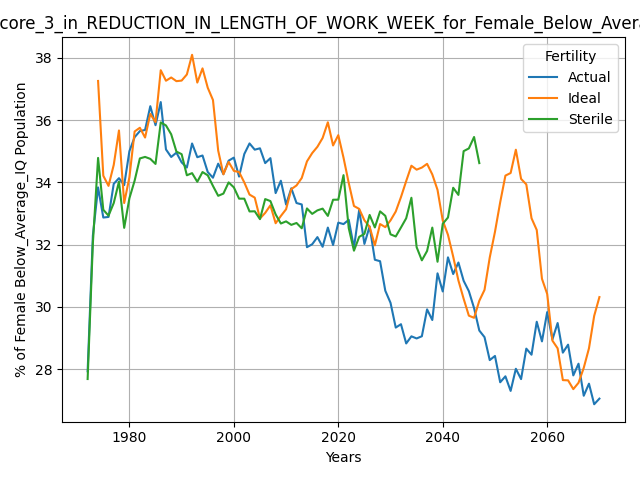 core_3_in_REDUCTION_IN_LENGTH_OF_WORK_WEEK_for_Female_Below_Avera
% of Female Below_Average_IQ Population
38
36
34
32
30
28
Fertility
Actual
Ideal
Sterile
1980
2000
2020
2040
2060
Years